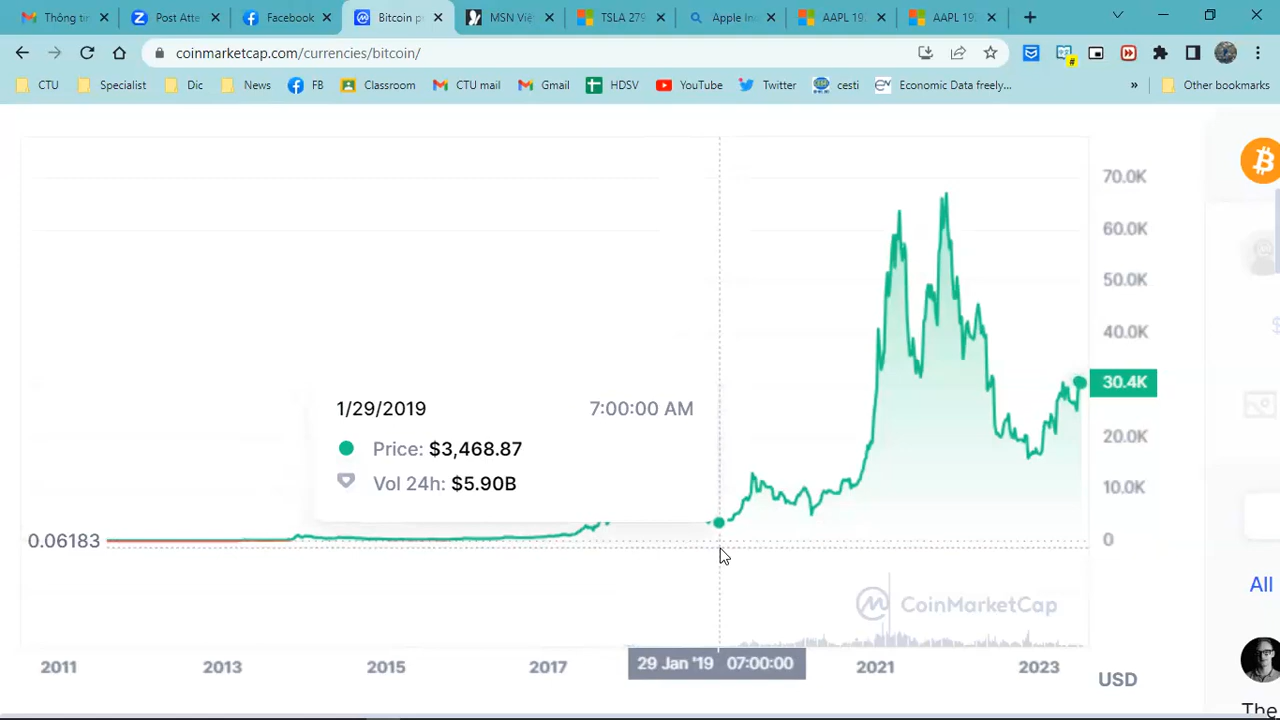 Thông t
Post Atte
Facebook
Bitcoin p
MSN Việ
TSLA 279
Apple Inc
AAPL 19
AAPL 19
coinmarketcap.com/currencies/bitcoin/
CTU Specialist Dic News FB Classroom CTU mail Gmail HDSV YouTube Twitter cesti Economic Data freely... » Other bookmarks
70.0K
60.0K
50.0K
40.0K
30.4K
20.0K
10.0K
0
1/29/2019 7:00:00 AM
Price: $3,468.87
Vol 24h: $5.90B
0.06183
CoinMarketCap
All
2011 2013 2015 2017 29 Jan '19 07:00:00 2021 2023
USD
The